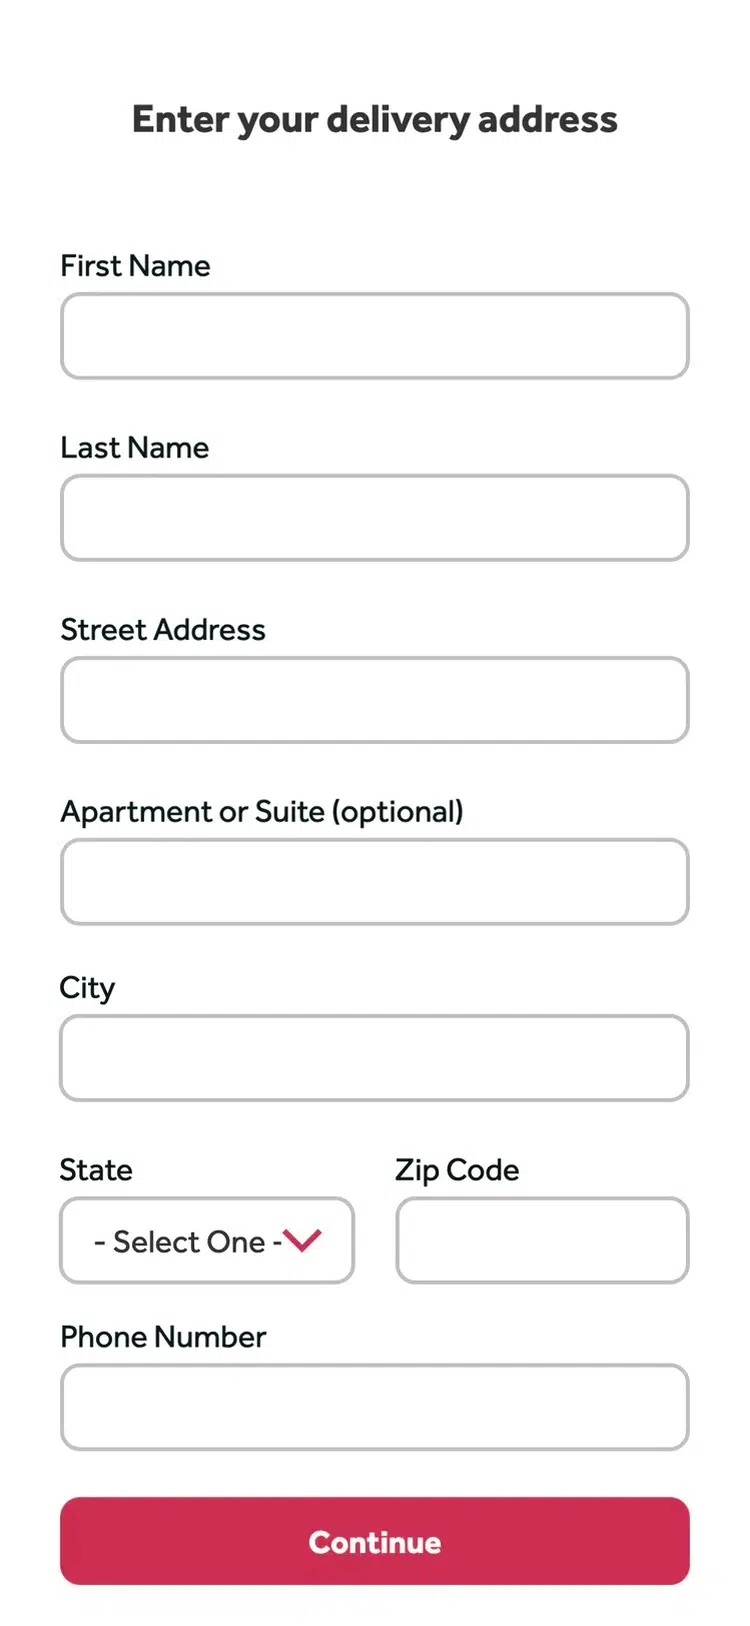 Enter your delivery address
First Name
Last Name
Street Address
Apartment or Suite (optional)
City
State
Zip Code
- Select One -
Phone Number
Continue